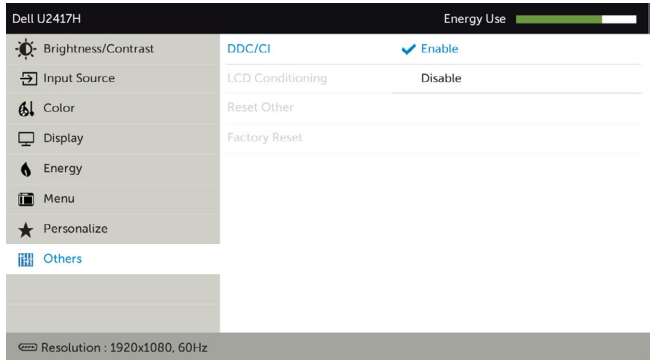 Dell U2417H Energy Use
Brightness/Contrast DDC/CI Enable
Input Source LCD Conditioning Disable
Color Reset Other
Display Factory Reset
Energy
Menu
Personalize
Others
Resolution : 1920x1080, 60Hz